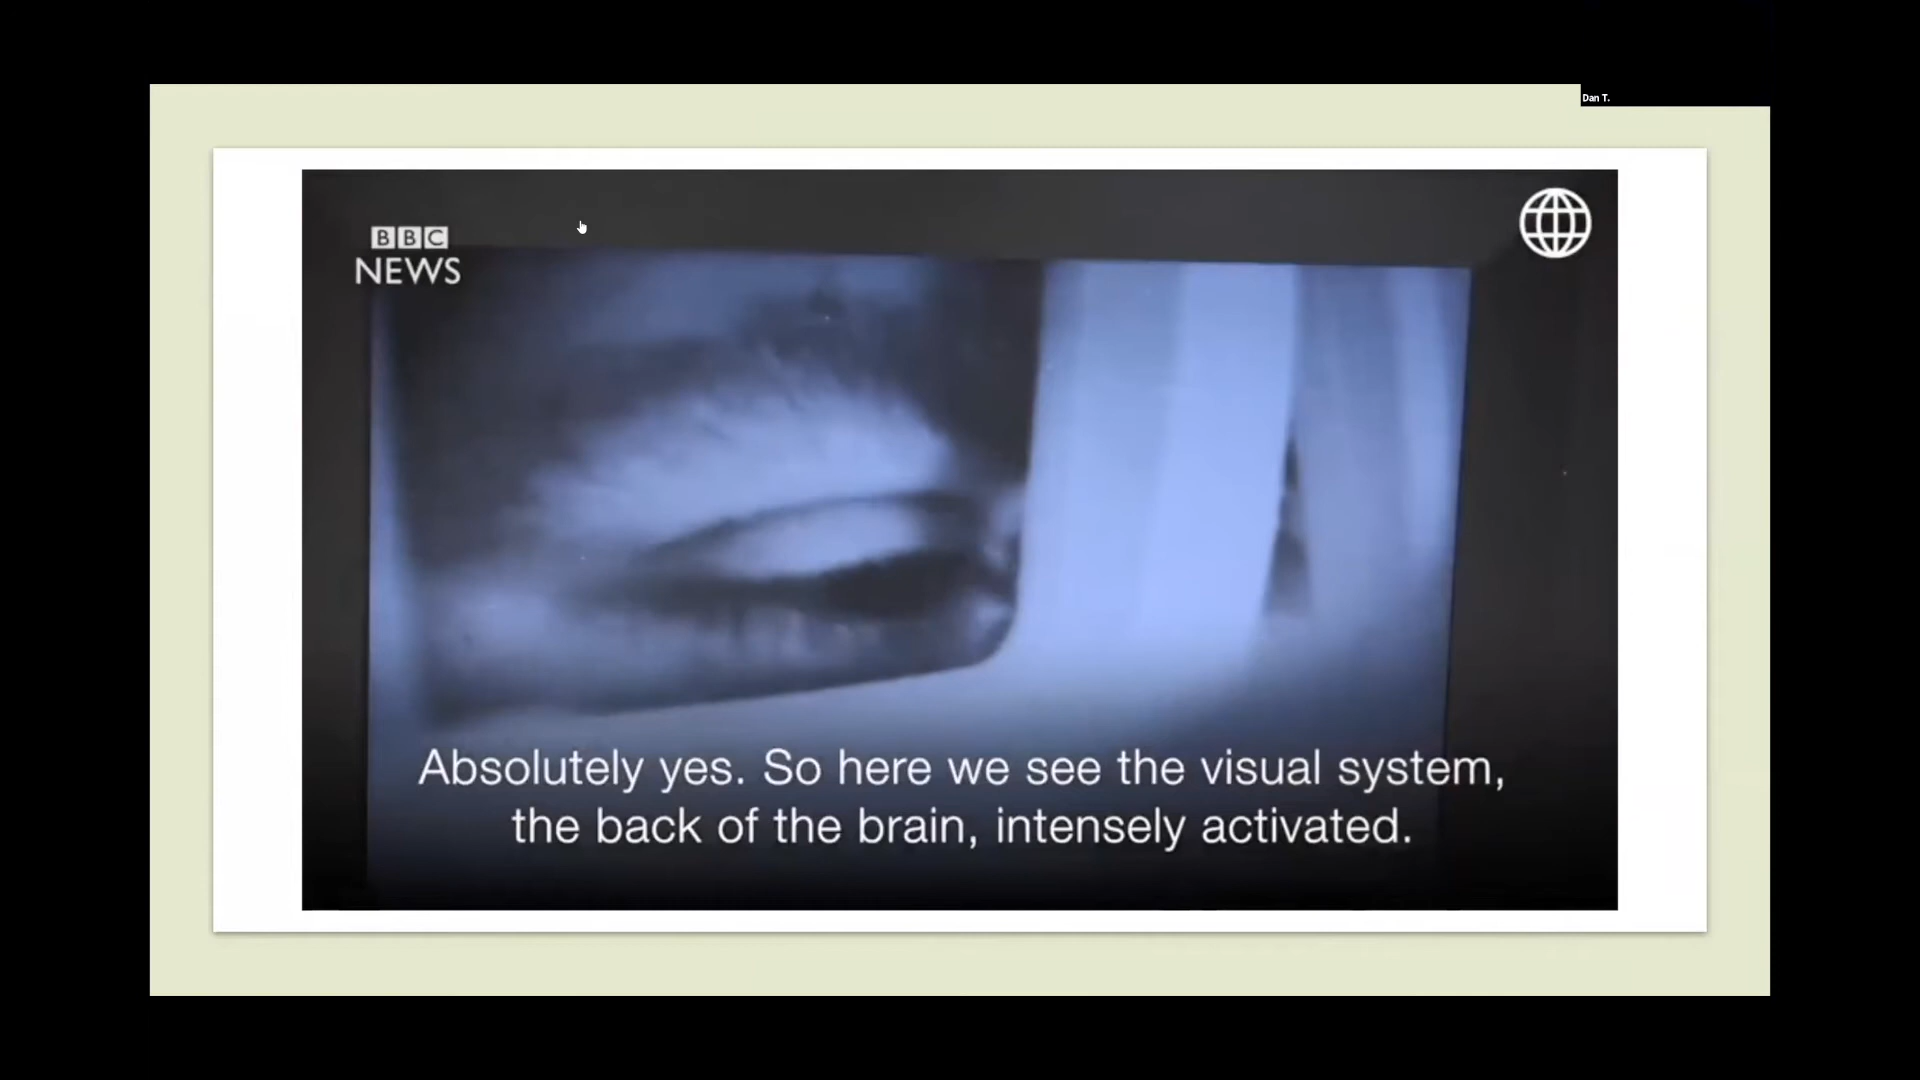 Dan T.
BBC
NEWS
Absolutely yes. So here we see the visual system,
the back of the brain, intensely activated.